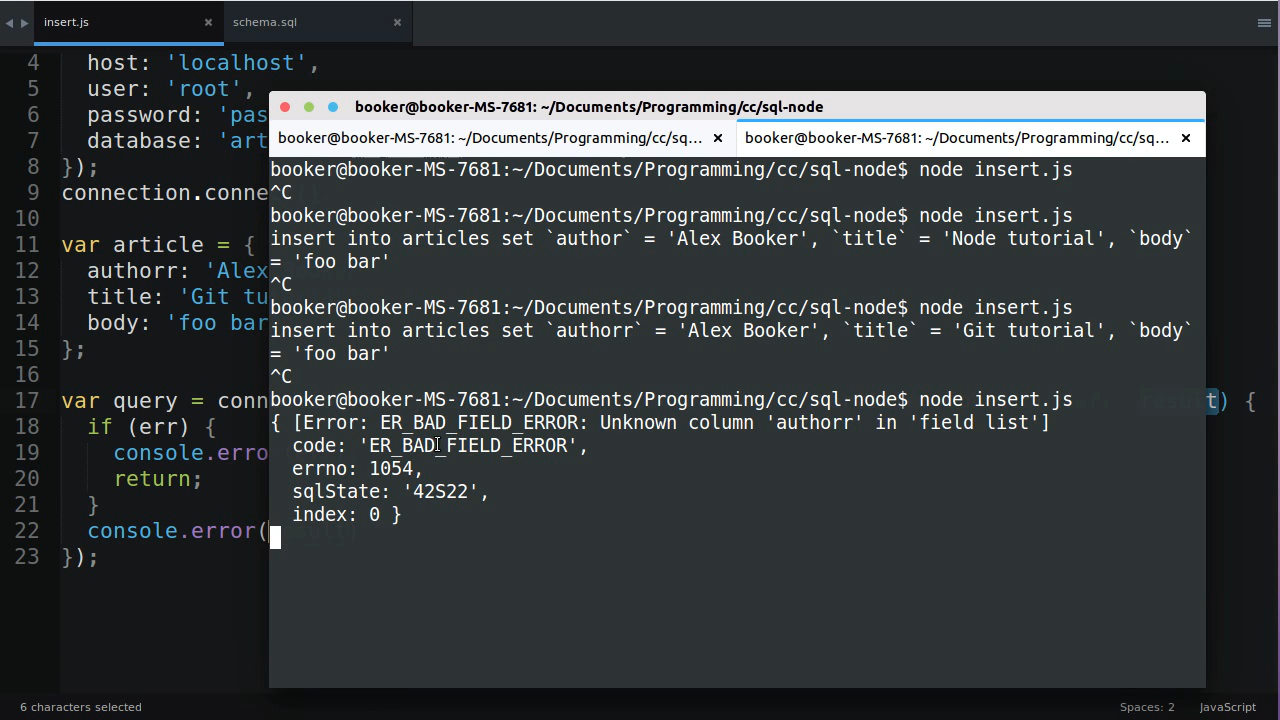 insert.js
schema.sql
4 host: 'localhost',
5 user: 'root',
6 password: 'pas
7 database: 'art
8 });
9 connection.conne
10
11 var article = {
12 authorr: 'Alex
13 title: 'Git tu
14 body: 'foo bar
15 };
16
17 var query = conn result) {
18 if (err) {
19 console.erro
20 return;
21 }
22 console.error(
23 });
booker@booker-MS-7681: ~/Documents/Programming/cc/sql-node
booker@booker-MS-7681: ~/Documents/Programming/cc/sq...
booker@booker-MS-7681: ~/Documents/Programming/cc/sq...
booker@booker-MS-7681:~/Documents/Programming/cc/sql-node$ node insert.js
^C
booker@booker-MS-7681:~/Documents/Programming/cc/sql-node$ node insert.js
insert into articles set `author` = 'Alex Booker', `title` = 'Node tutorial', `body`
= 'foo bar'
^C
booker@booker-MS-7681:~/Documents/Programming/cc/sql-node$ node insert.js
insert into articles set `authorr` = 'Alex Booker', `title` = 'Git tutorial', `body`
= 'foo bar'
^C
booker@booker-MS-7681:~/Documents/Programming/cc/sql-node$ node insert.js
{ [Error: ER_BAD_FIELD_ERROR: Unknown column 'authorr' in 'field list']
code: 'ER_BAD_FIELD_ERROR',
errno: 1054,
sqlState: '42S22',
index: 0 }
6 characters selected
Spaces: 2
JavaScript